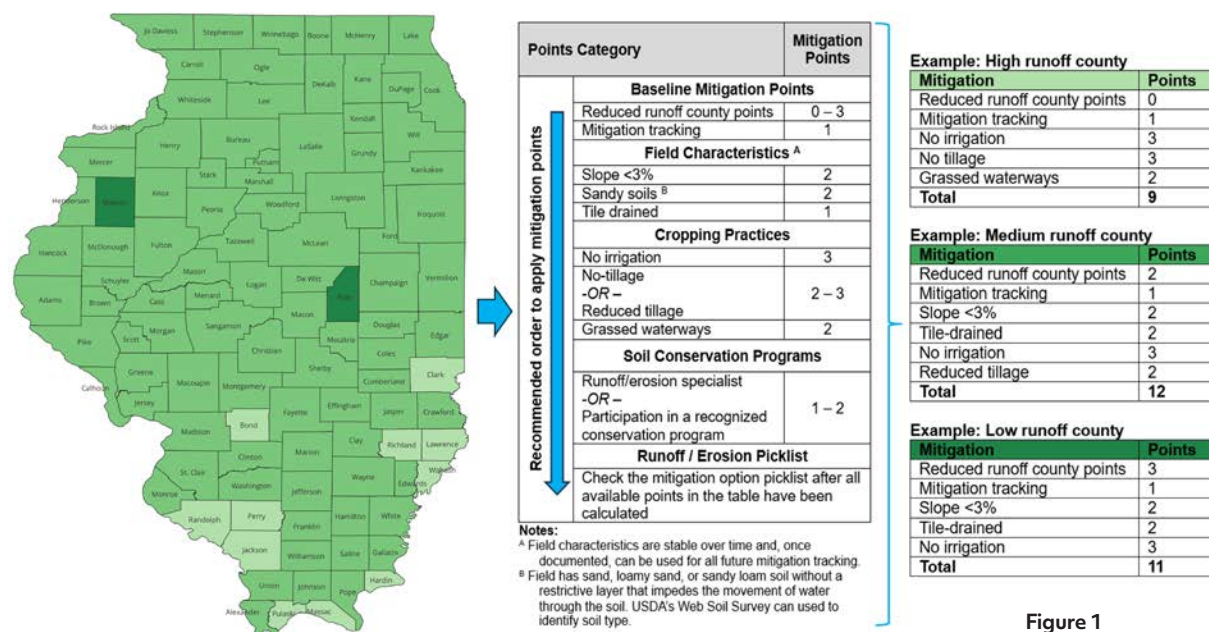 Jo Daviess
Stephenson
Winnebago
Boone
McHenry
Lake
Carroll
Ogle
DeKalb
Kane
DuPage
Cook
Whiteside
Lee
Kendall
Will
Rock Island
Henry
Bureau
LaSalle
Grundy
Mercer
Putnam
Kankakee
Stark
Marshall
Henderson
Knox
Peoria
Woodford
Livingston
Iroquois
Hancock
McDonough
Fulton
Tazewell
McLean
Ford
Mason
Schuyler
Logan
De Witt
Champaign
Vermilion
Adams
Brown
Cass
Menard
Macon
Piatt
Pike
Scott
Morgan
Sangamon
Moultrie
Douglas
Edgar
Christian
Coles
Greene
Macoupin
Montgomery
Shelby
Cumberland
Clark
Calhoun
Jersey
Fayette
Effingham
Jasper
Crawford
Madison
Bond
Clay
Richland
Lawrence
Clinton
Marion
St. Clair
Wayne
Edwards
Wabash
Monroe
Washington
Jefferson
Randolph
Perry
Franklin
Hamilton
White
Jackson
Williamson
Saline
Gallatin
Union
Johnson
Pope
Hardin
Alexander
Pulaski
Massac
Recommended order to apply mitigation points
Points Category Mitigation Points
Baseline Mitigation Points
Reduced runoff county points 0 – 3
Mitigation tracking 1
Field Characteristics A
Slope <3% 2
Sandy soils B 2
Tile drained 1
Cropping Practices
No irrigation 3
No-tillage
-OR –
Reduced tillage
2 – 3
Grassed waterways 2
Soil Conservation Programs
Runoff/erosion specialist
-OR –
Participation in a recognized
conservation program
1 – 2
Runoff / Erosion Picklist
Check the mitigation option picklist after all
available points in the table have been
calculated
Notes:
A Field characteristics are stable over time and, once
documented, can be used for all future mitigation tracking.
B Field has sand, loamy sand, or sandy loam soil without a
restrictive layer that impedes the movement of water
through the soil. USDA's Web Soil Survey can used to
identify soil type.
Example: High runoff county
Mitigation Points
Reduced runoff county points 0
Mitigation tracking 1
No irrigation 3
No tillage 3
Grassed waterways 2
Total 9
Example: Medium runoff county
Mitigation Points
Reduced runoff county points 2
Mitigation tracking 1
Slope <3% 2
Tile-drained 2
No irrigation 3
Reduced tillage 2
Total 12
Example: Low runoff county
Mitigation Points
Reduced runoff county points 3
Mitigation tracking 1
Slope <3% 2
Tile-drained 2
No irrigation 3
Total 11
Figure 1